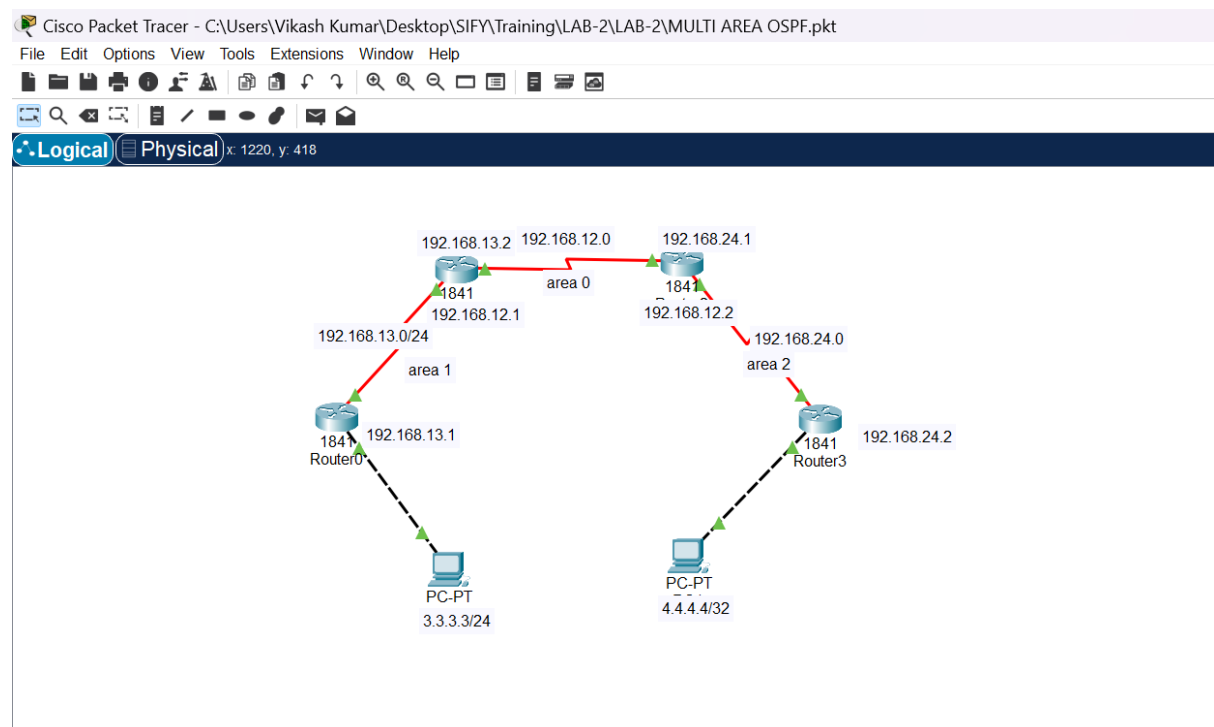 Cisco Packet Tracer - C:\Users\Vikash Kumar\Desktop\SIFY\Training\LAB-2\LAB-2\MULTI AREA OSPF.pkt
File Edit Options View Tools Extensions Window Help
Logical Physical x: 1220, y: 418
192.168.13.2 192.168.12.0 192.168.24.1
area 0
1841
1841
192.168.12.1
192.168.12.2
192.168.13.0/24
192.168.24.0
area 1
area 2
1841
Router0
192.168.13.1
1841
Router3
192.168.24.2
PC-PT
3.3.3.3/24
PC-PT
4.4.4.4/32